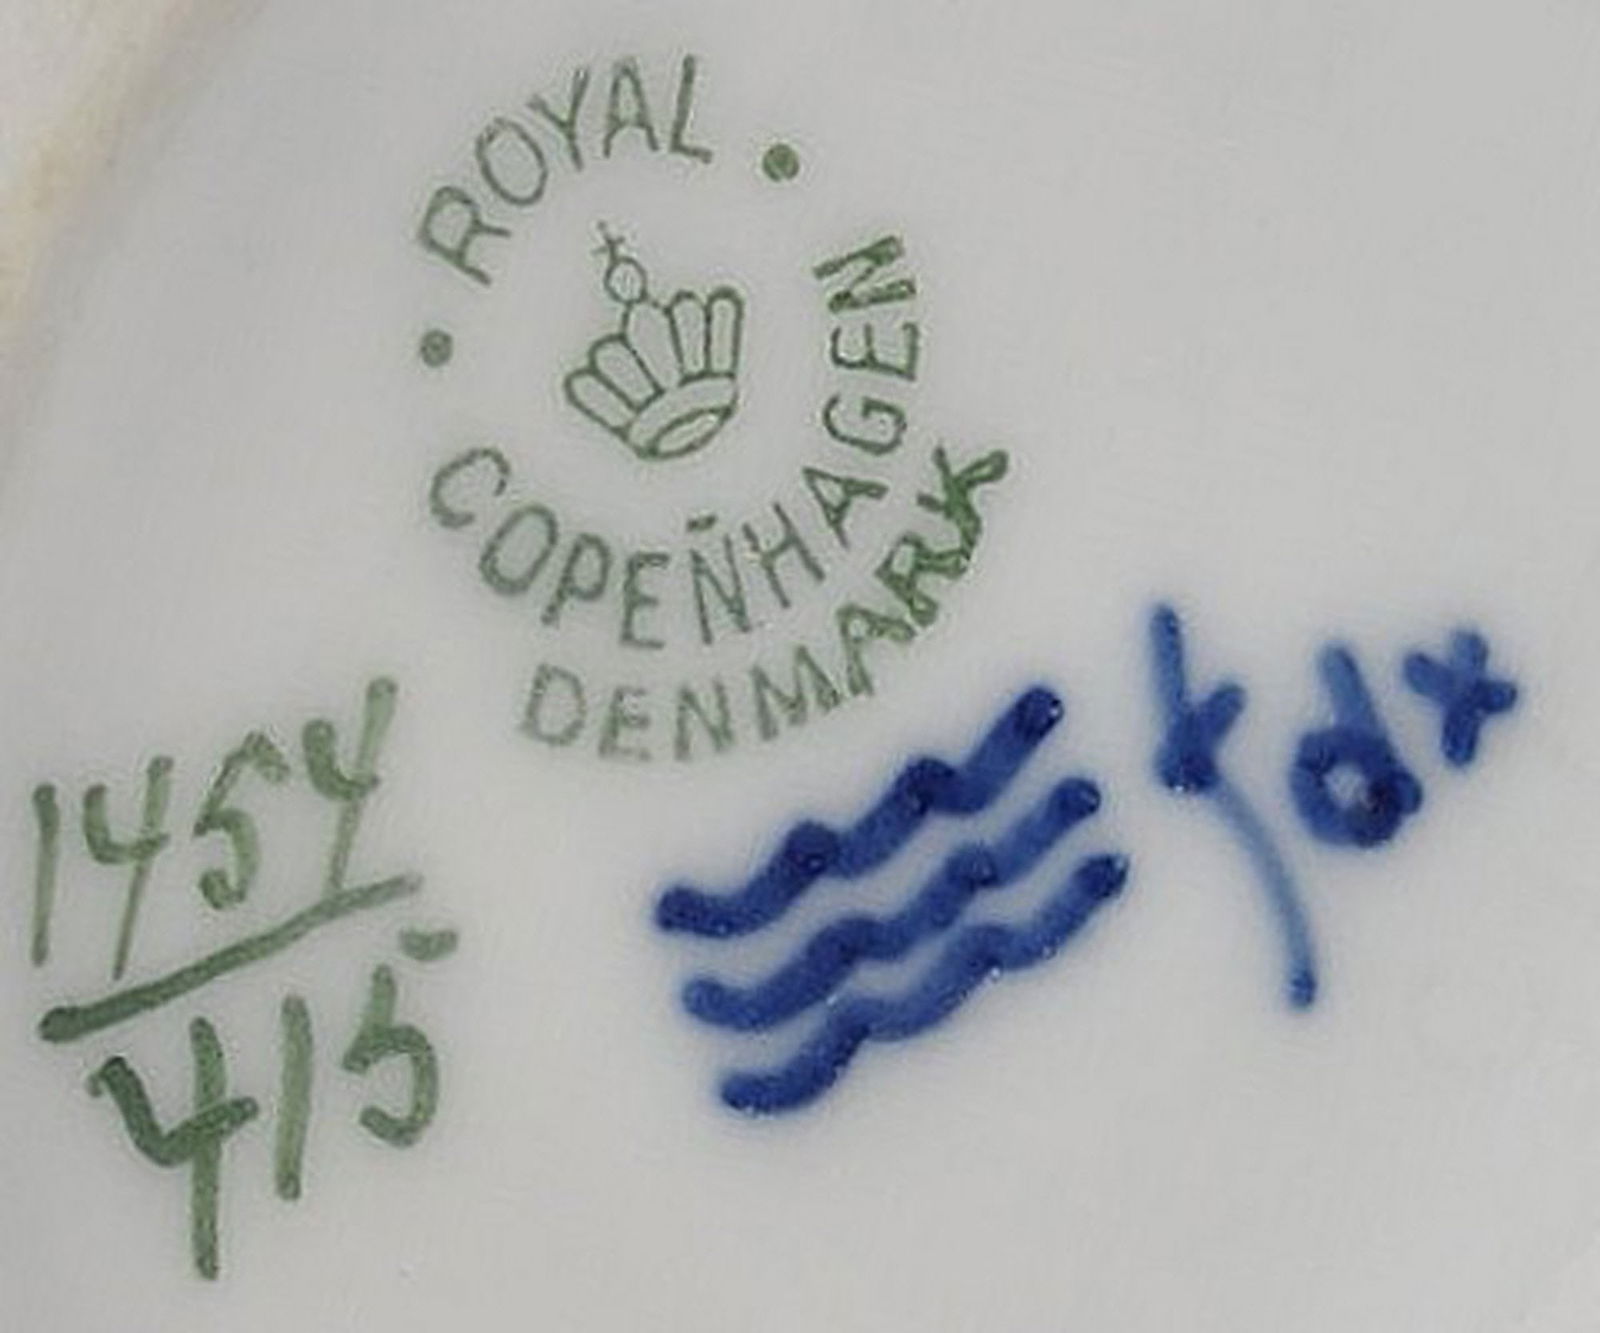 ROYAL
COPENHAGEN
DENMARK
1454
415